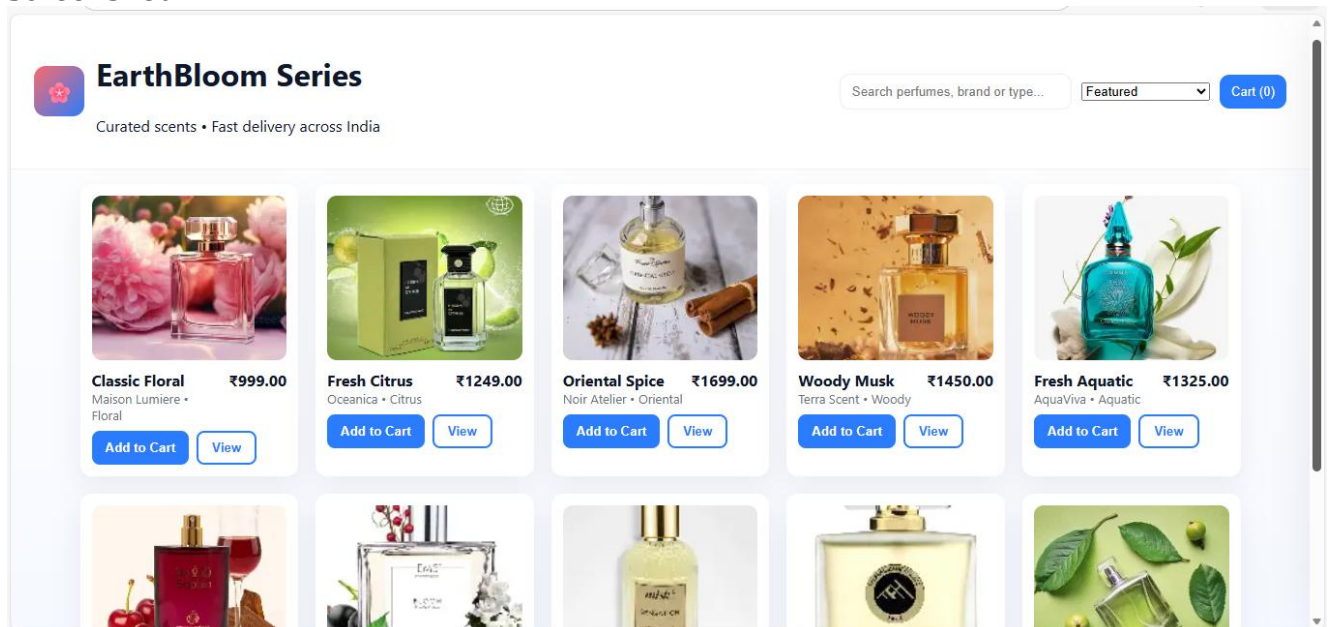 EarthBloom Series
Curated scents • Fast delivery across India
Search perfumes, brand or type...
Featured
Cart (0)
WOODY
Classic Floral ₹999.00
Maison Lumiere •
Floral
Add to Cart View
Fresh Citrus ₹1249.00
Oceanica • Citrus
Add to Cart View
Oriental Spice ₹1699.00
Noir Atelier • Oriental
Add to Cart View
Woody Musk ₹1450.00
Terra Scent • Woody
Add to Cart View
Fresh Aquatic ₹1325.00
AquaViva • Aquatic
Add to Cart View